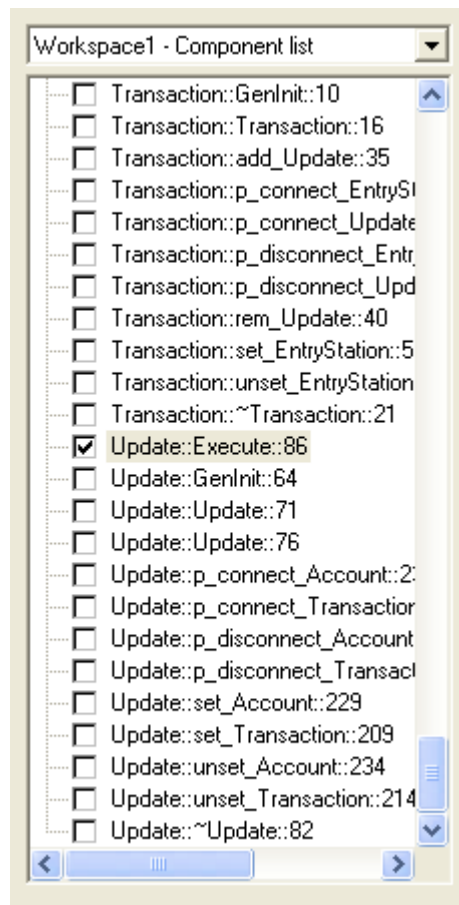 Workspace1 - Component list
Transaction::GenInit::10
Transaction::Transaction::16
Transaction::add_Update::35
Transaction::p_connect_EntrySt
Transaction::p_connect_Update
Transaction::p_disconnect_Entr
Transaction::p_disconnect_Upd
Transaction::rem_Update::40
Transaction::set_EntryStation::5
Transaction::unset_EntryStation
Transaction::~Transaction::21
Update::Execute::86
Update::GenInit::64
Update::Update::71
Update::Update::76
Update::p_connect_Account::23
Update::p_connect_Transaction
Update::p_disconnect_Account
Update::p_disconnect_Transact
Update::set_Account::229
Update::set_Transaction::209
Update::unset_Account::234
Update::unset_Transaction::214
Update::~Update::82